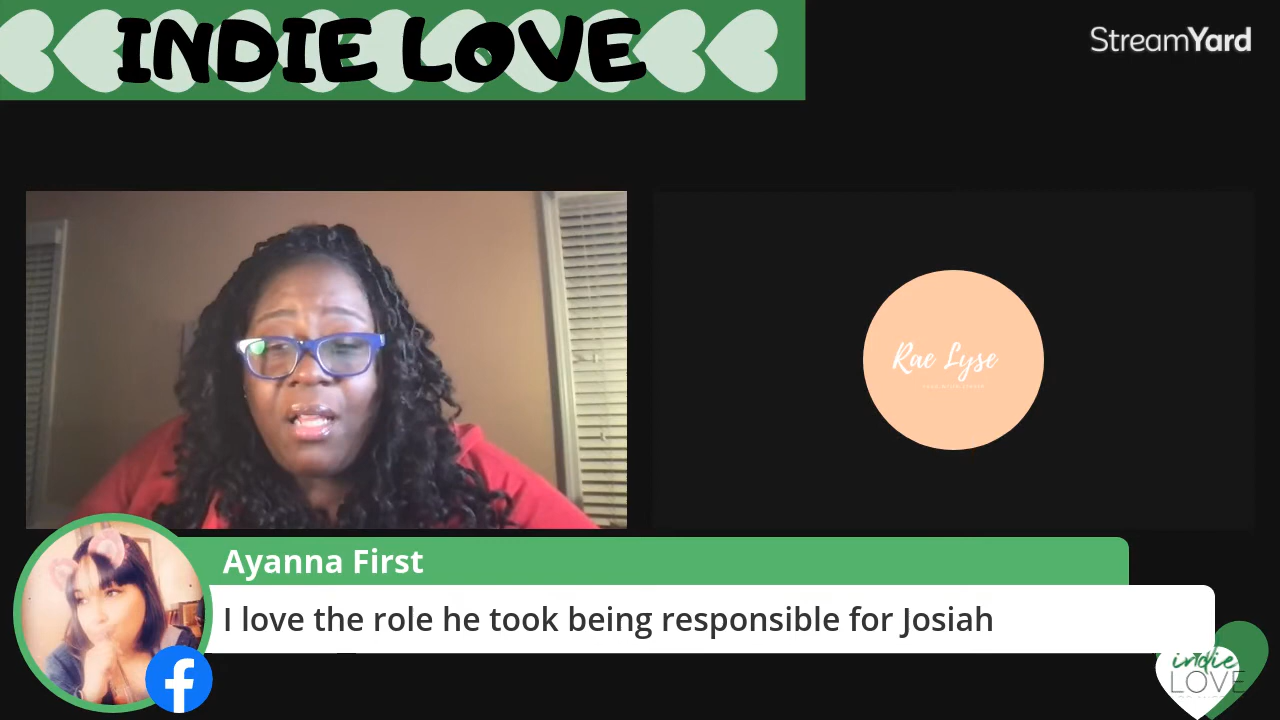 INDIE LOVE
StreamYard
Rae Lyse
Ayanna First
I love the role he took being responsible for Josiah
indie
LOVE